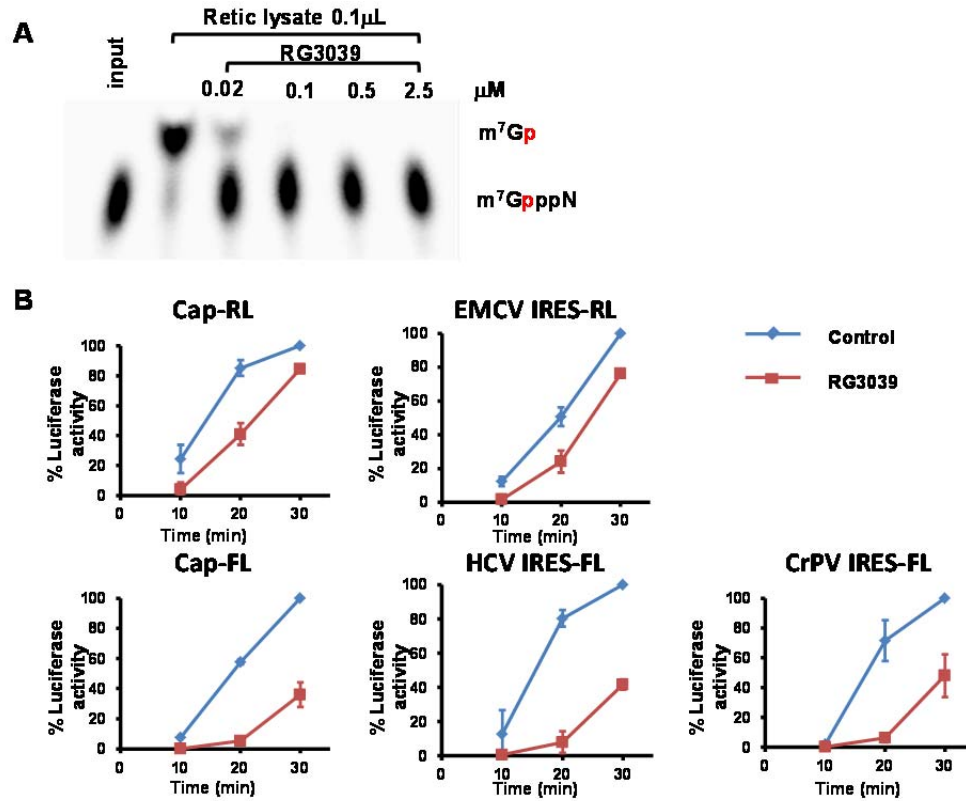 A
Retic lysate 0.1μL
input
RG3039
0.02 0.1 0.5 2.5 μM
m⁷Gp
m⁷GpppN
B
Cap-RL
% Luciferase activity
100
80
60
40
20
0
0 10 20 30
Time (min)
EMCV IRES-RL
% Luciferase activity
100
80
60
40
20
0
0 10 20 30
Time (min)
Control
RG3039
Cap-FL
% Luciferase activity
100
80
60
40
20
0
0 10 20 30
Time (min)
HCV IRES-FL
% Luciferase activity
100
80
60
40
20
0
0 10 20 30
Time (min)
CrPV IRES-FL
% Luciferase activity
100
80
60
40
20
0
0 10 20 30
Time (min)